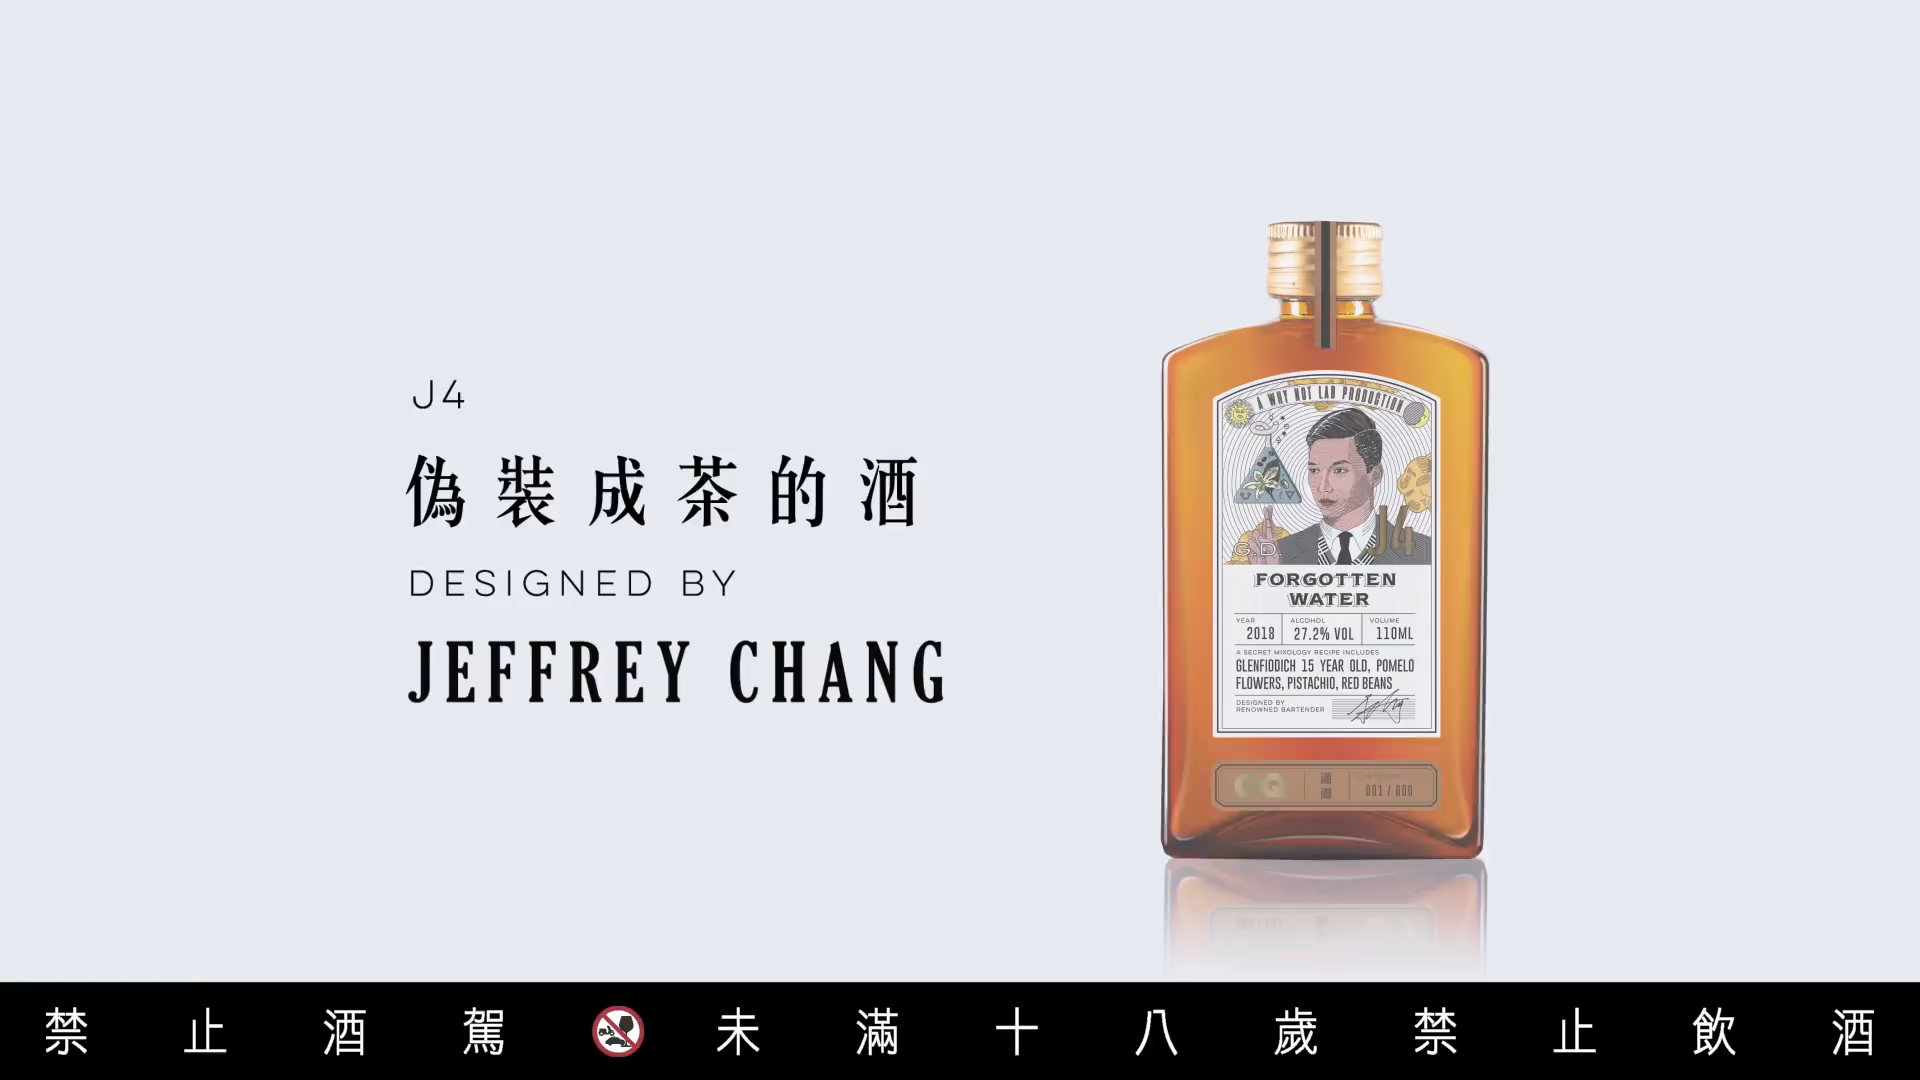 J4
偽裝成茶的酒
DESIGNED BY
JEFFREY CHANG
A WHY NOT LAB PRODUCTION
G.D.
J4
FORGOTTEN
WATER
YEAR
2018
ALCOHOL
27.2% VOL
VOLUME
110ML
A SECRET MIXOLOGY RECIPE INCLUDES
GLENFIDDICH 15 YEAR OLD, POMELO
FLOWERS, PISTACHIO, RED BEANS
DESIGNED BY
RENOWNED BARTENDER
001 / 800
禁止酒駕 未滿十八歲禁止飲酒